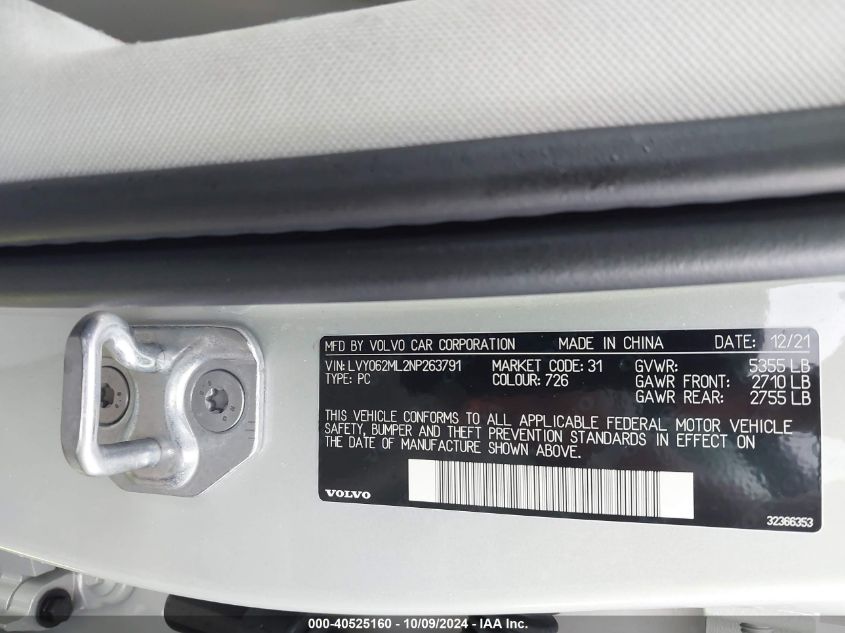 MFD BY VOLVO CAR CORPORATION MADE IN CHINA DATE: 12/21
VIN: LVY062ML2NP263791 MARKET CODE: 31 GVWR: 5355 LB
TYPE: PC COLOUR: 726 GAWR FRONT: 2710 LB
GAWR REAR: 2755 LB
THIS VEHICLE CONFORMS TO ALL APPLICABLE FEDERAL MOTOR VEHICLE
SAFETY, BUMPER AND THEFT PREVENTION STANDARDS IN EFFECT ON
THE DATE OF MANUFACTURE SHOWN ABOVE.
VOLVO
32366353
000-40525160 - 10/09/2024 - IAA Inc.